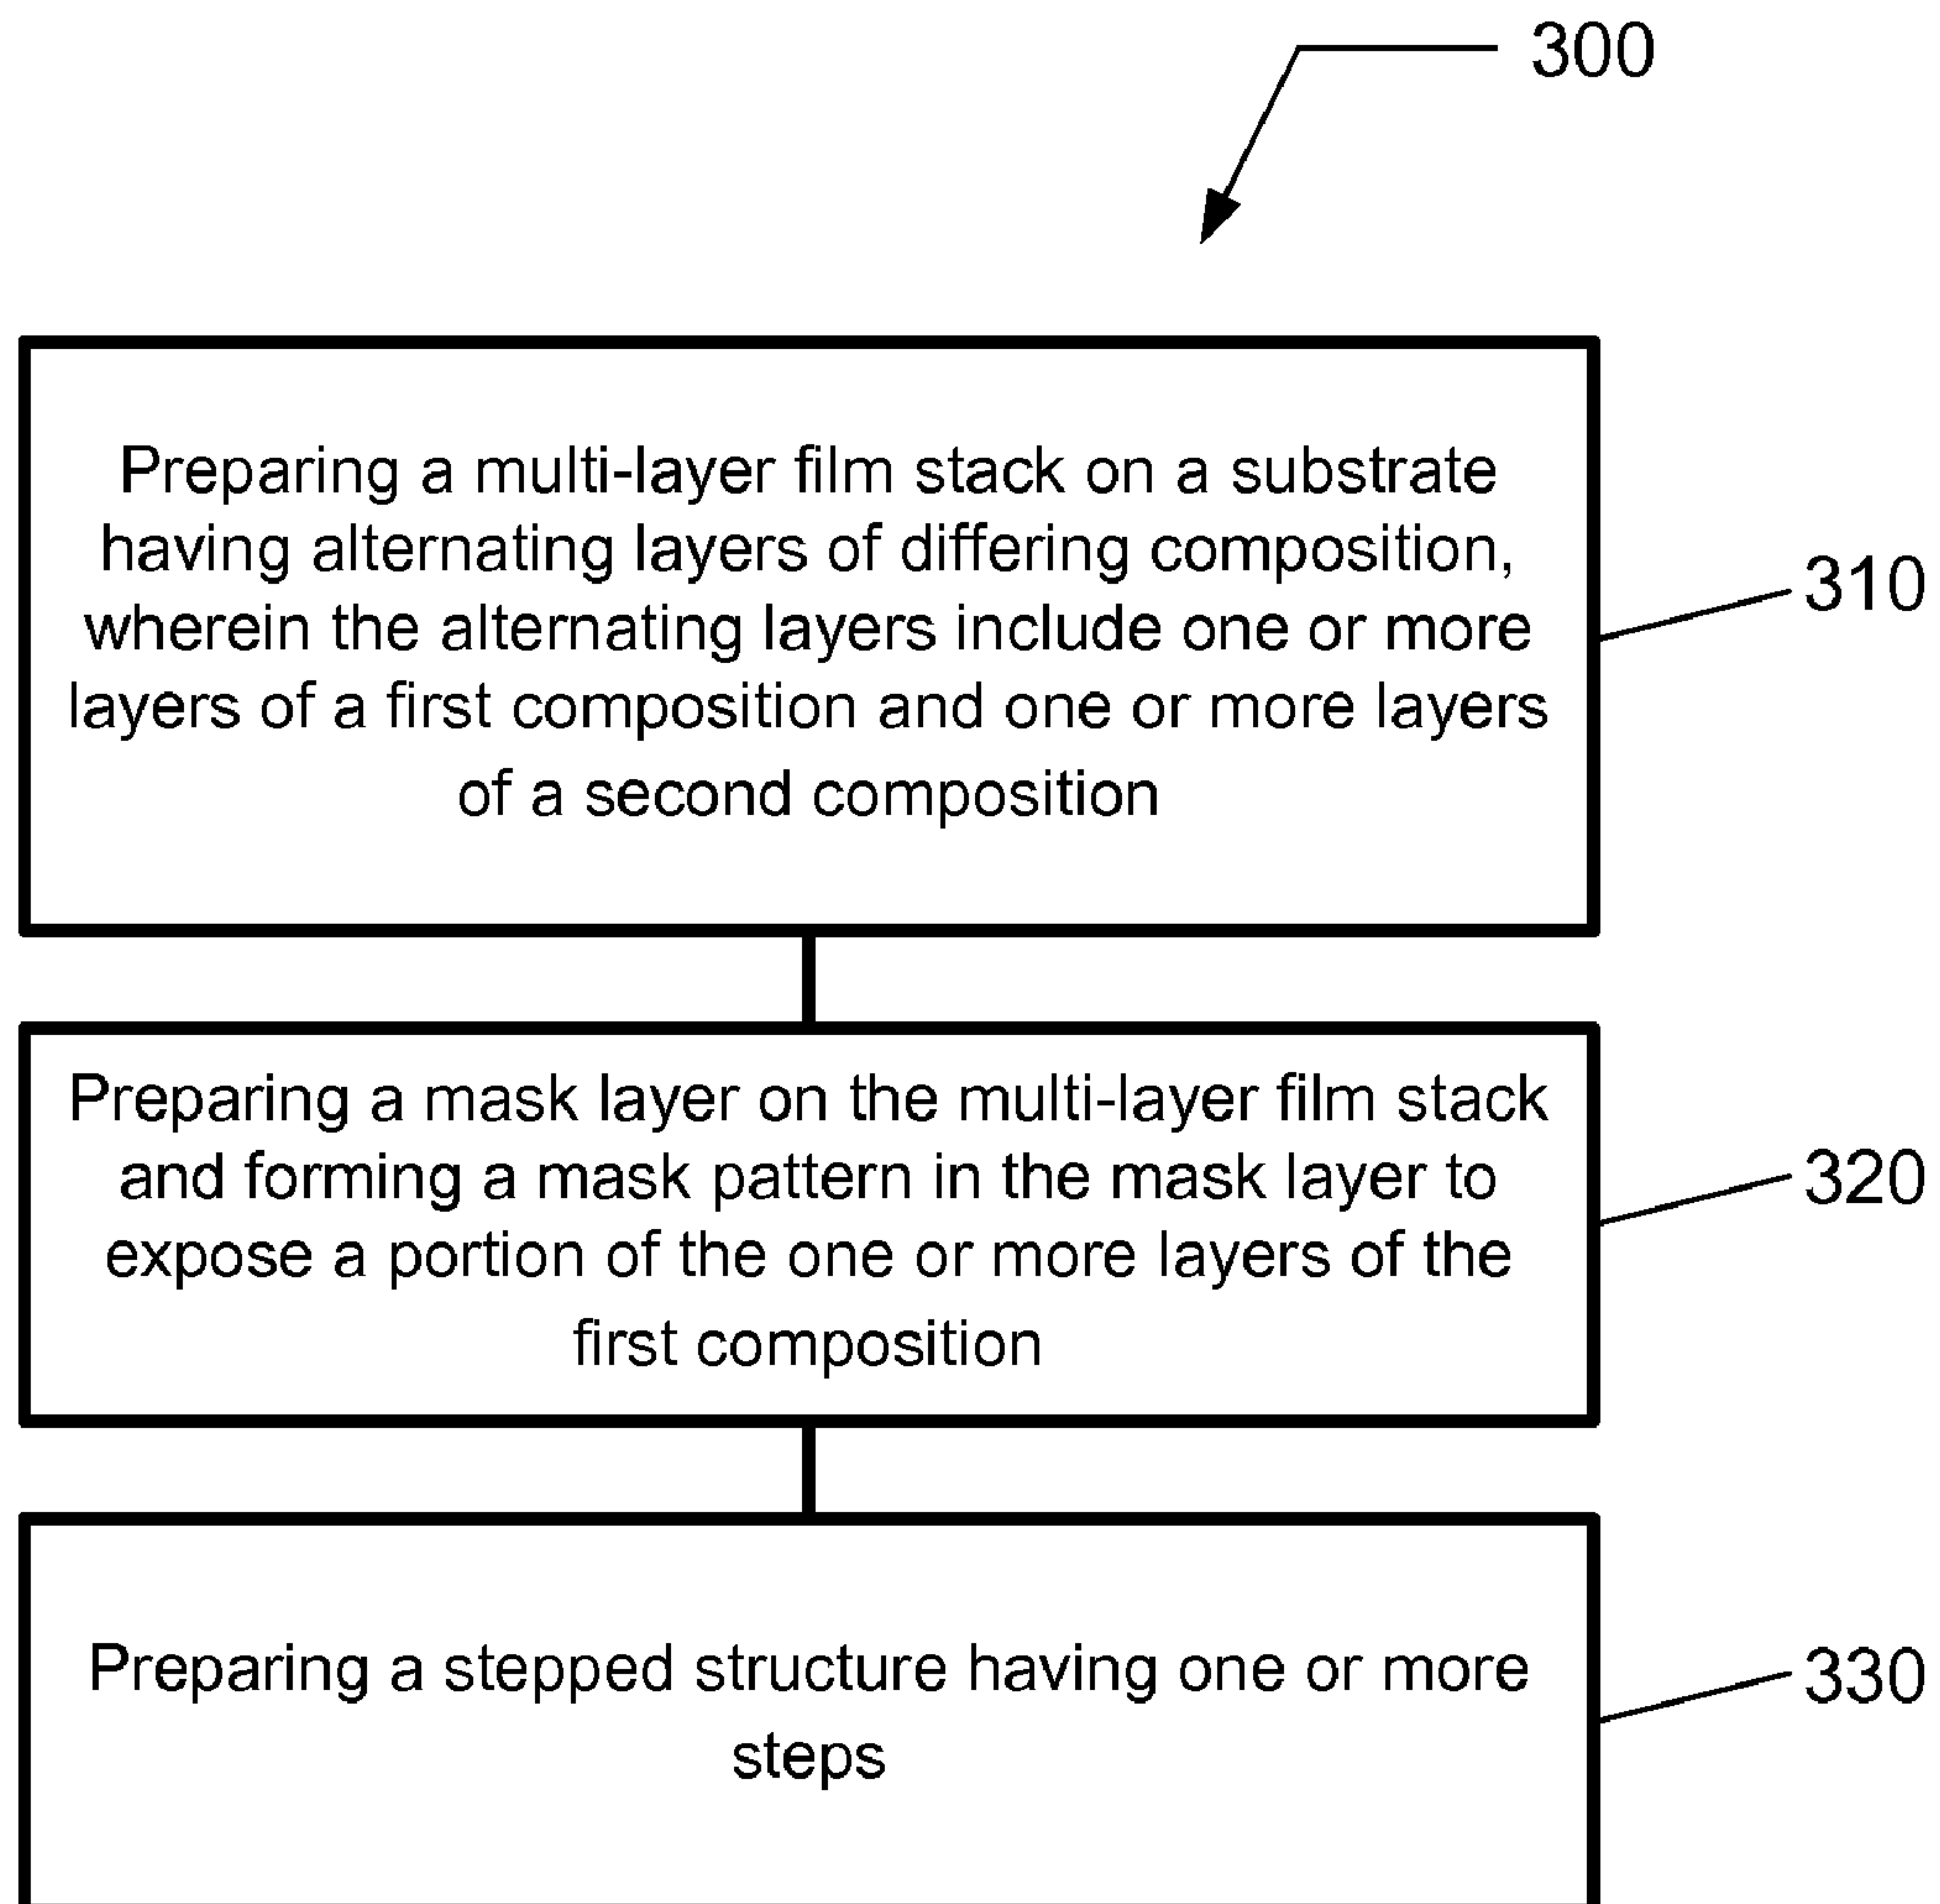 300
Preparing a multi-layer film stack on a substrate
having alternating layers of differing composition,
wherein the alternating layers include one or more
layers of a first composition and one or more layers
of a second composition
310
Preparing a mask layer on the multi-layer film stack
and forming a mask pattern in the mask layer to
expose a portion of the one or more layers of the
first composition
320
Preparing a stepped structure having one or more
steps
330